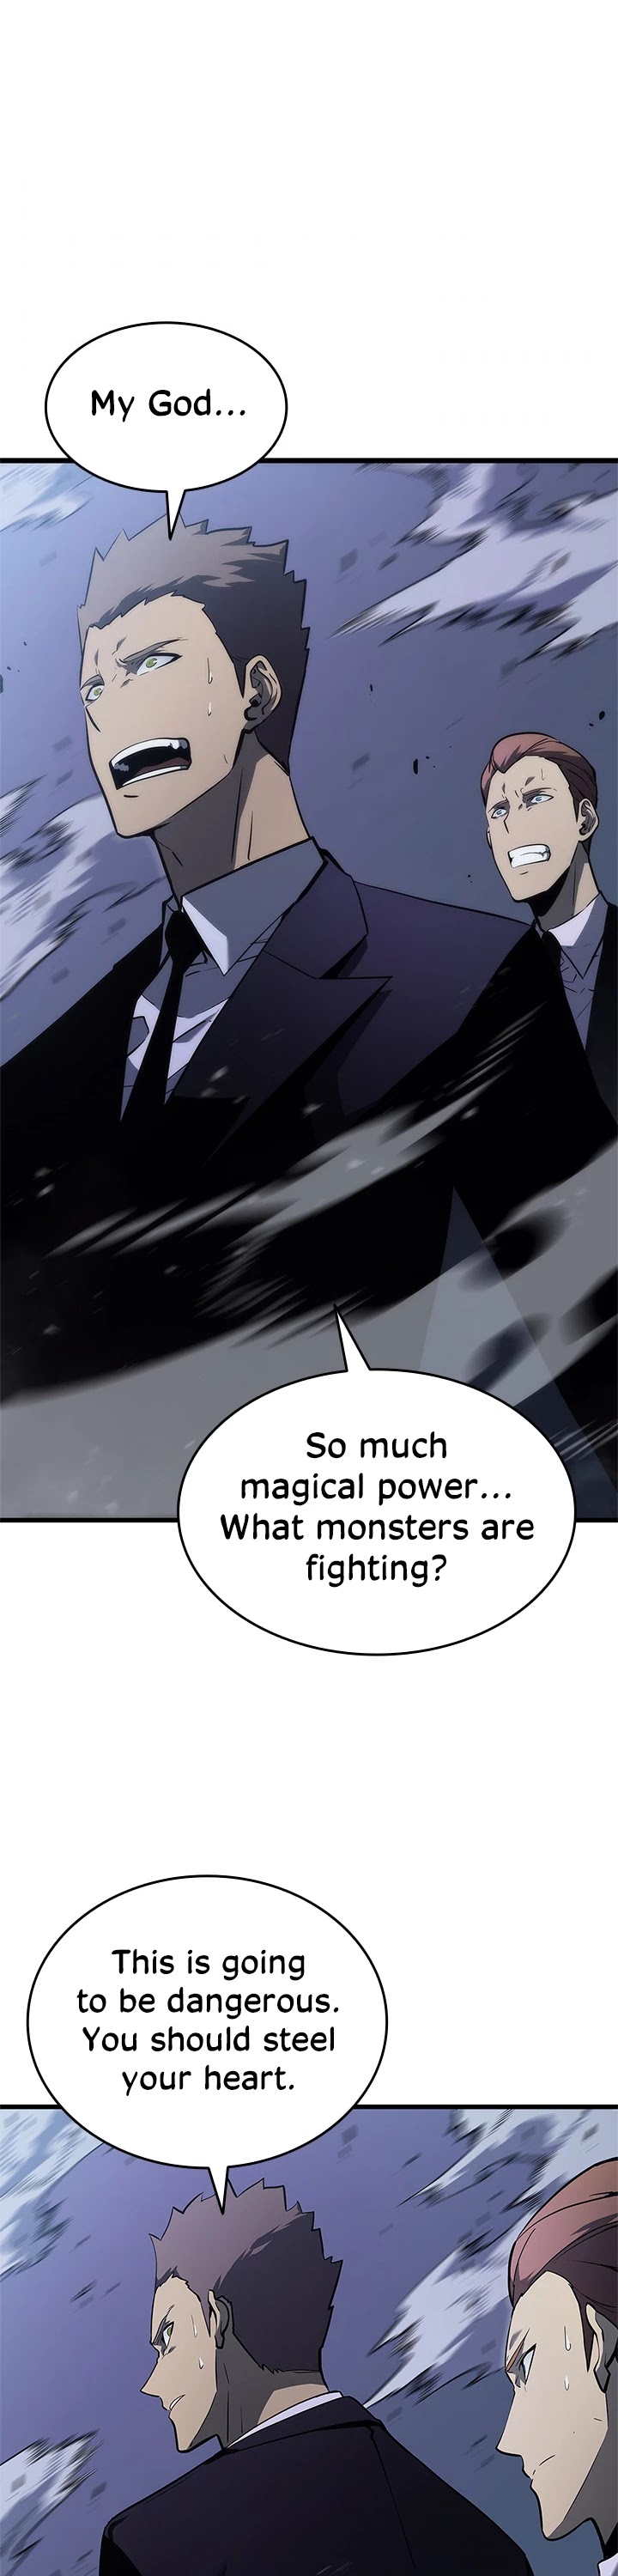 My God...
So much
magical power...
What monsters are
fighting?
This is going
to be dangerous.
You should steel
your heart.